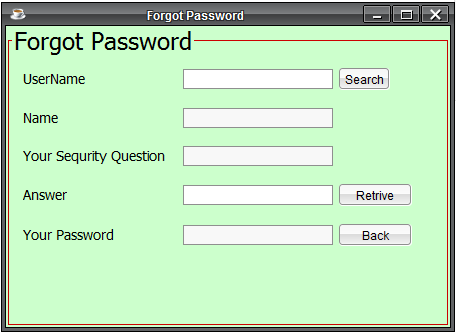 Forgot Password
Forgot Password
UserName Search
Name
Your Sequrity Question
Answer Retrive
Your Password Back